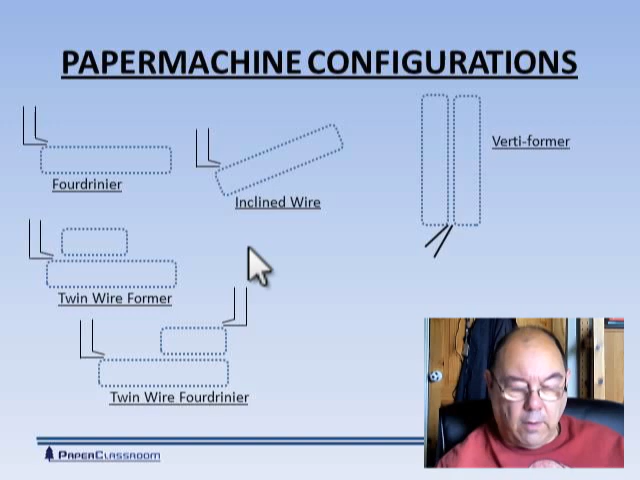 PAPERMACHINE CONFIGURATIONS
Verti-former
Fourdrinier
Inclined Wire
Twin Wire Former
Twin Wire Fourdrinier
PAPERCLASSROOM